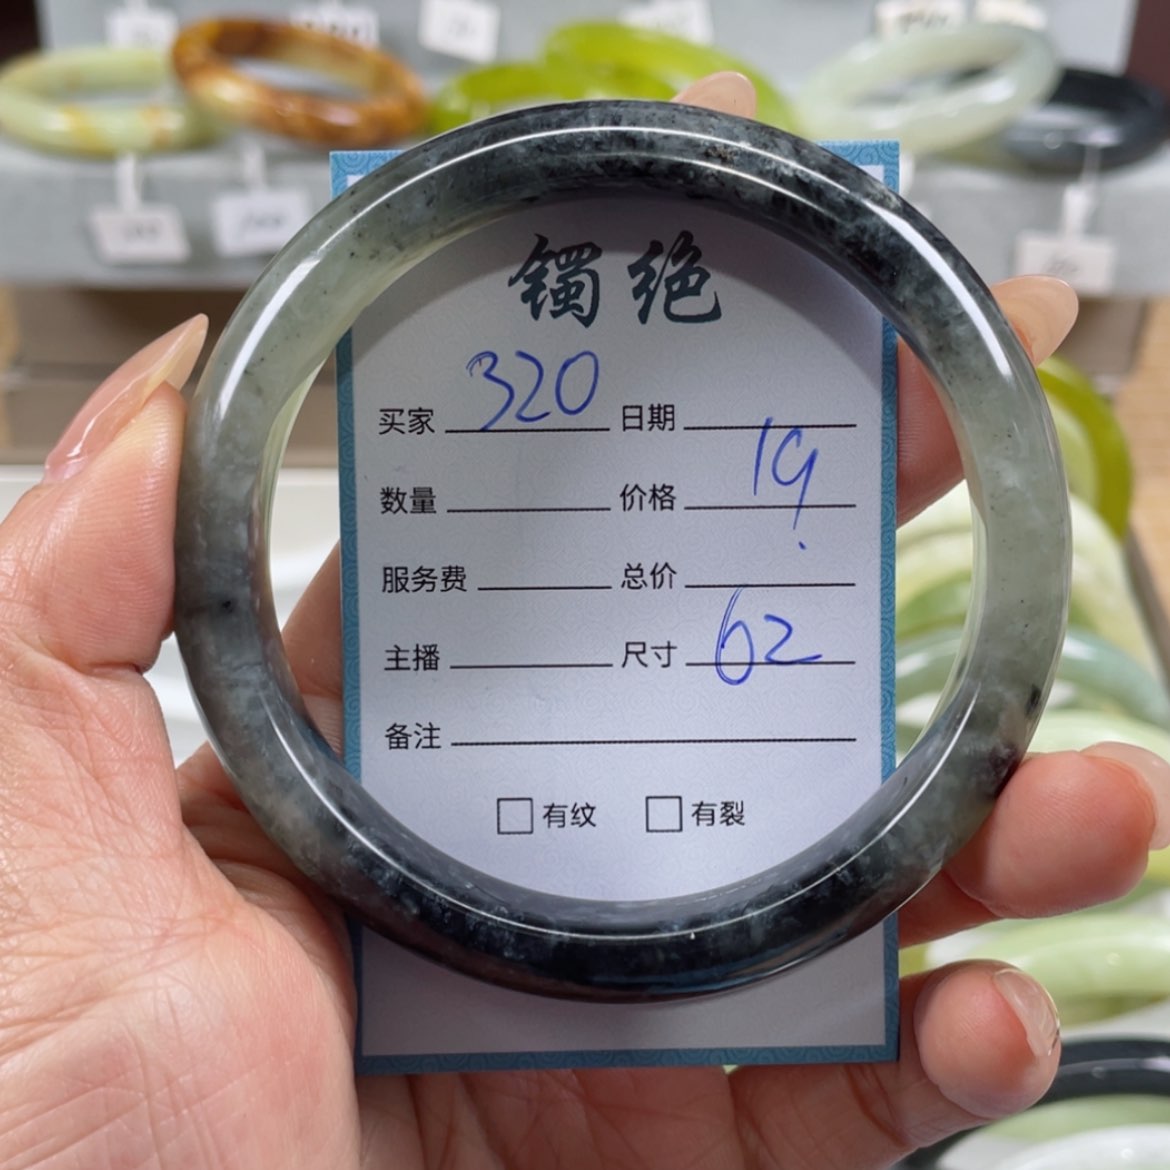 镯绝
买家 320 日期
数量 价格 19.
服务费 总价
主播 尺寸 62
备注
有纹 有裂